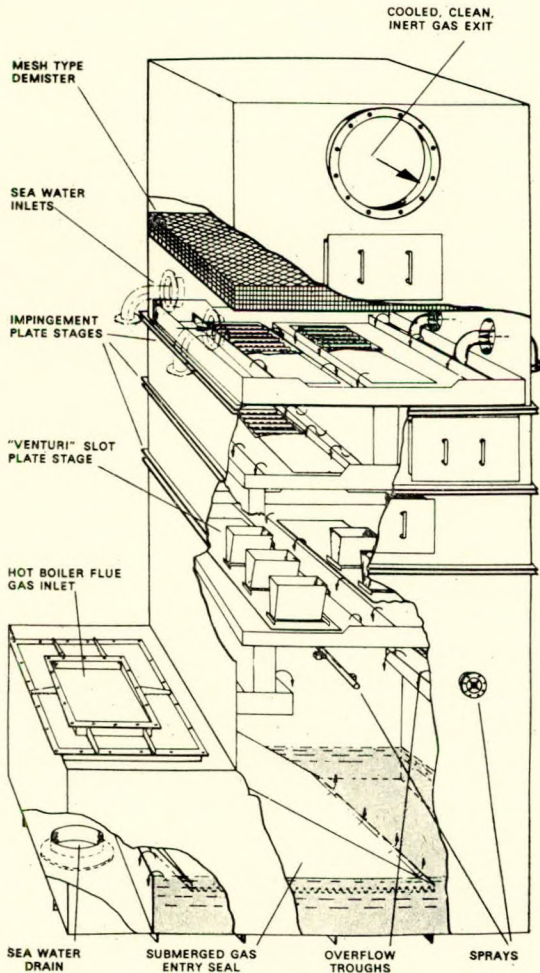 COOLED, CLEAN,
INERT GAS EXIT
MESH TYPE
DEMISTER
SEA WATER
INLETS
IMPINGEMENT
PLATE STAGES
"VENTURI" SLOT
PLATE STAGE
HOT BOILER FLUE
GAS INLET
SEA WATER
DRAIN
SUBMERGED GAS
ENTRY SEAL
OVERFLOW
TROUGHS
SPRAYS